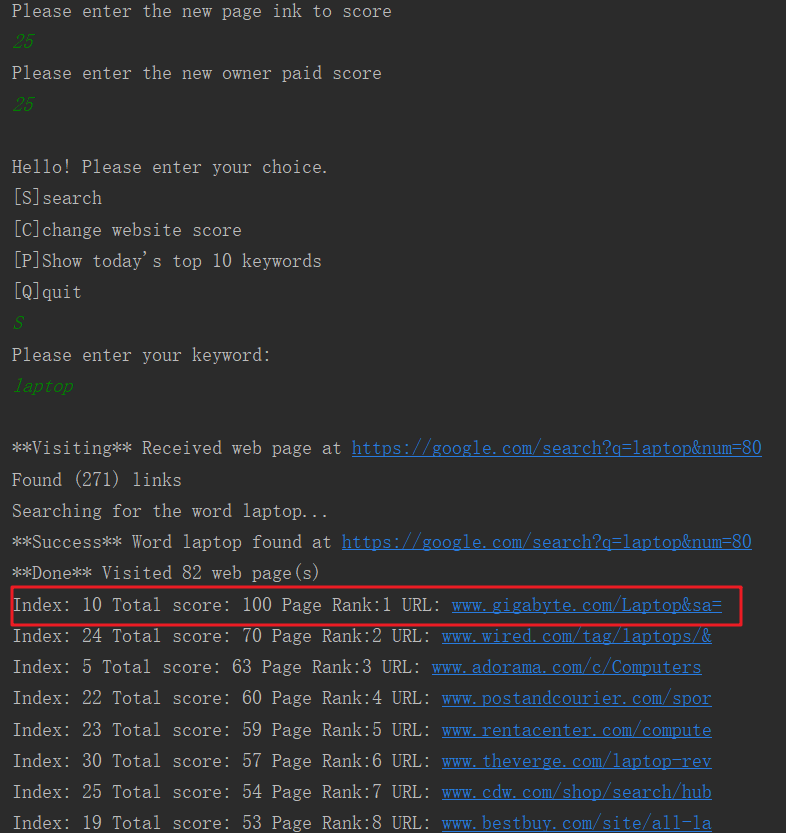 Please enter the new page ink to score
25
Please enter the new owner paid score
25
Hello! Please enter your choice.
[S]search
[C]change website score
[P]Show today's top 10 keywords
[Q]quit
S
Please enter your keyword:
laptop
**Visiting** Received web page at https://google.com/search?q=laptop&num=80
Found (271) links
Searching for the word laptop...
**Success** Word laptop found at https://google.com/search?q=laptop&num=80
**Done** Visited 82 web page(s)
Index: 10 Total score: 100 Page Rank:1 URL: www.gigabyte.com/Laptop&sa=
Index: 24 Total score: 70 Page Rank:2 URL: www.wired.com/tag/laptops/&
Index: 5 Total score: 63 Page Rank:3 URL: www.adorama.com/c/Computers
Index: 22 Total score: 60 Page Rank:4 URL: www.postandcourier.com/spor
Index: 23 Total score: 59 Page Rank:5 URL: www.rentacenter.com/compute
Index: 30 Total score: 57 Page Rank:6 URL: www.theverge.com/laptop-rev
Index: 25 Total score: 54 Page Rank:7 URL: www.cdw.com/shop/search/hub
Index: 19 Total score: 53 Page Rank:8 URL: www.bestbuy.com/site/all-la